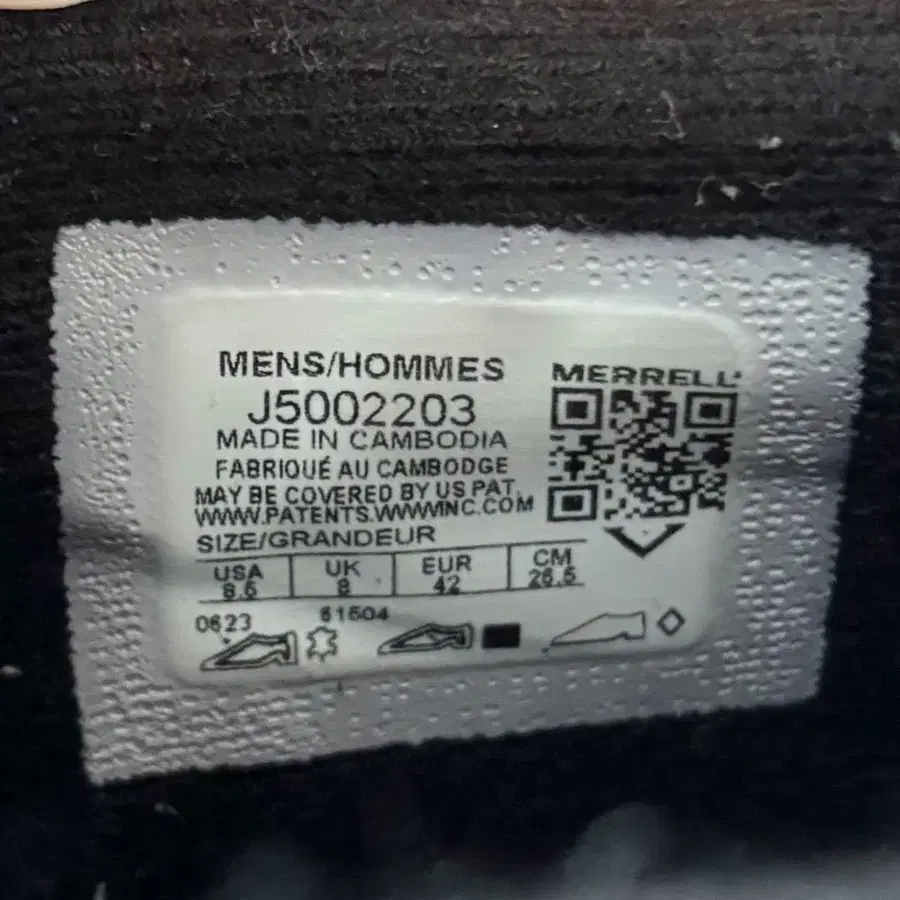 MENS/HOMMES
J5002203
MADE IN CAMBODIA
FABRIQUÉ AU CAMBODGE
MAY BE COVERED BY US PAT.
WWW.PATENTS.WWWINC.COM
MERRELL
SIZE/GRANDEUR
USA UK EUR CM
8.5 8 42 26.5
0623 61504